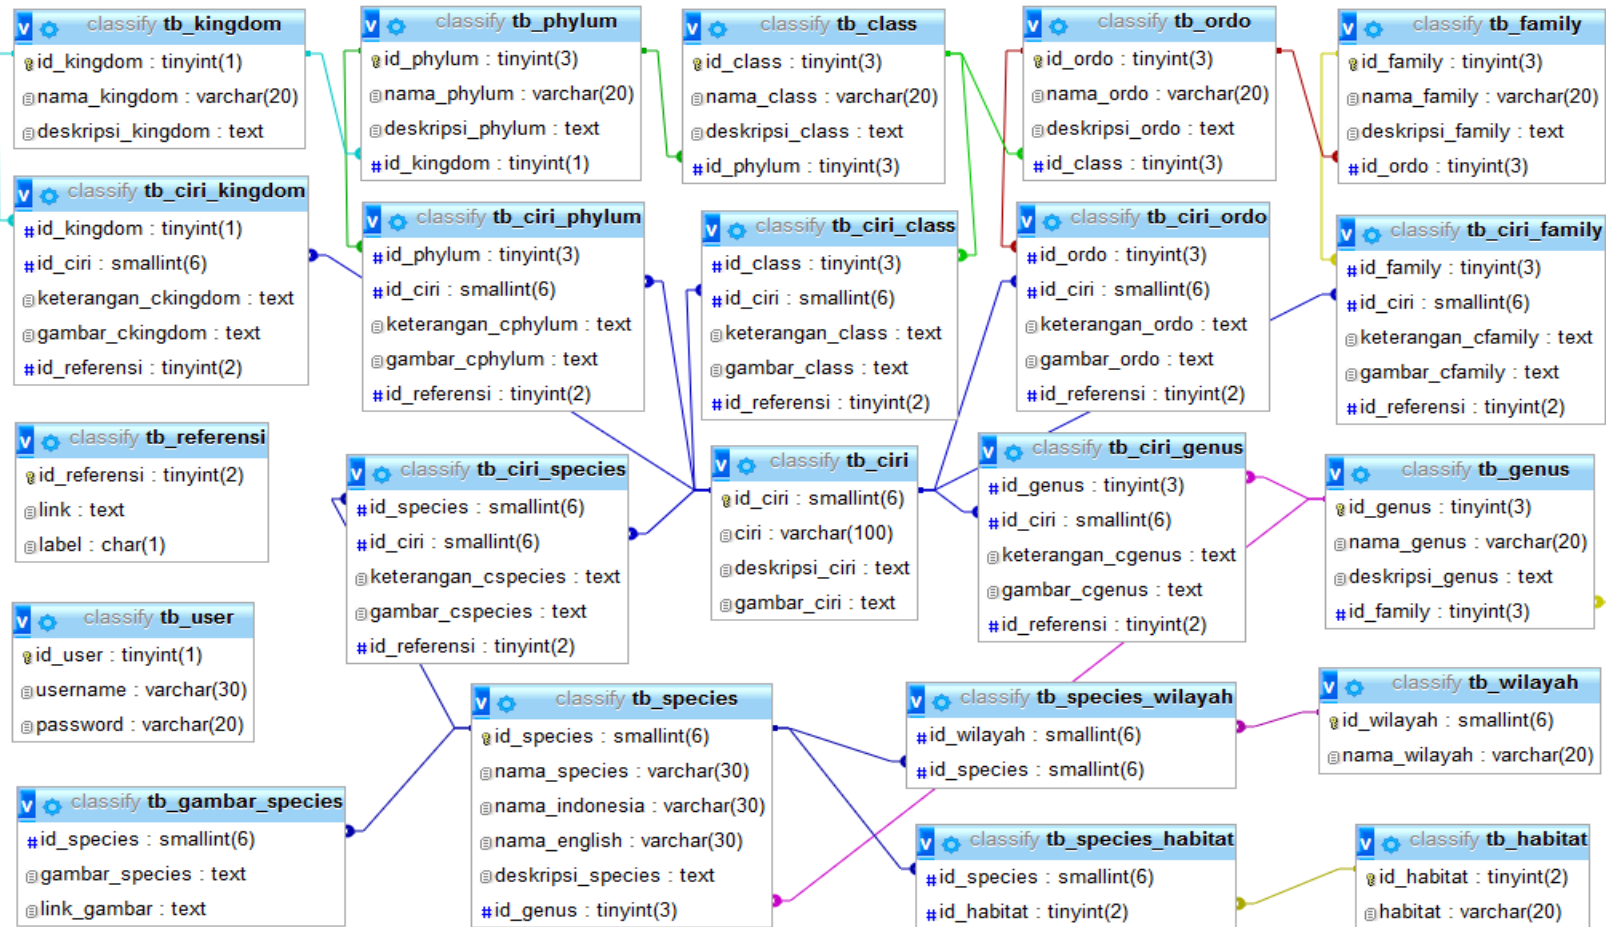 classify tb_kingdom
id_kingdom : tinyint(1)
nama_kingdom : varchar(20)
deskripsi_kingdom : text
classify tb_phylum
id_phylum : tinyint(3)
nama_phylum : varchar(20)
deskripsi_phylum : text
#id_kingdom : tinyint(1)
classify tb_class
id_class : tinyint(3)
nama_class : varchar(20)
deskripsi_class : text
#id_phylum : tinyint(3)
classify tb_ordo
id_ordo : tinyint(3)
nama_ordo : varchar(20)
deskripsi_ordo : text
#id_class : tinyint(3)
classify tb_family
id_family : tinyint(3)
nama_family : varchar(20)
deskripsi_family : text
#id_ordo : tinyint(3)
classify tb_ciri_kingdom
#id_kingdom : tinyint(1)
#id_ciri : smallint(6)
keterangan_ckingdom : text
gambar_ckingdom : text
#id_referensi : tinyint(2)
classify tb_ciri_phylum
#id_phylum : tinyint(3)
#id_ciri : smallint(6)
keterangan_cphylum : text
gambar_cphylum : text
#id_referensi : tinyint(2)
classify tb_ciri_class
#id_class : tinyint(3)
#id_ciri : smallint(6)
keterangan_class : text
gambar_class : text
#id_referensi : tinyint(2)
classify tb_ciri_ordo
#id_ordo : tinyint(3)
#id_ciri : smallint(6)
keterangan_ordo : text
gambar_ordo : text
#id_referensi : tinyint(2)
classify tb_ciri_family
#id_family : tinyint(3)
#id_ciri : smallint(6)
keterangan_cfamily : text
gambar_cfamily : text
#id_referensi : tinyint(2)
classify tb_referensi
id_referensi : tinyint(2)
link : text
label : char(1)
classify tb_ciri_species
#id_species : smallint(6)
#id_ciri : smallint(6)
keterangan_cspecies : text
gambar_cspecies : text
#id_referensi : tinyint(2)
classify tb_ciri
id_ciri : smallint(6)
ciri : varchar(100)
deskripsi_ciri : text
gambar_ciri : text
classify tb_ciri_genus
#id_genus : tinyint(3)
#id_ciri : smallint(6)
keterangan_cgenus : text
gambar_cgenus : text
#id_referensi : tinyint(2)
classify tb_genus
id_genus : tinyint(3)
nama_genus : varchar(20)
deskripsi_genus : text
#id_family : tinyint(3)
classify tb_user
id_user : tinyint(1)
username : varchar(30)
password : varchar(20)
classify tb_species
id_species : smallint(6)
nama_species : varchar(30)
nama_indonesia : varchar(30)
nama_english : varchar(30)
deskripsi_species : text
#id_genus : tinyint(3)
classify tb_species_wilayah
#id_wilayah : smallint(6)
#id_species : smallint(6)
classify tb_wilayah
id_wilayah : smallint(6)
nama_wilayah : varchar(20)
classify tb_gambar_species
#id_species : smallint(6)
gambar_species : text
link_gambar : text
classify tb_species_habitat
#id_species : smallint(6)
#id_habitat : tinyint(2)
classify tb_habitat
id_habitat : tinyint(2)
habitat : varchar(20)